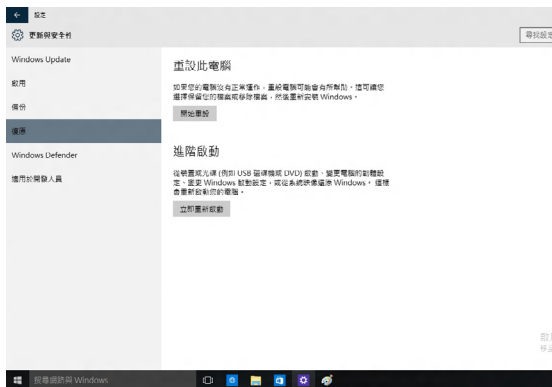 設定
更新與安全性
尋找設定
Windows Update
啟用
備份
復原
Windows Defender
適用於開發人員
重設此電腦
如果您的電腦沒有正常運作，重設電腦可能會有所幫助。這可讓您
選擇保留您的檔案或移除檔案，然後重新安裝 Windows。
開始重設
進階啟動
從裝置或光碟 (例如 USB 磁碟機或 DVD) 啟動、變更電腦的韌體設
定、變更 Windows 啟動設定，或從系統映像還原 Windows。這樣
會重新啟動您的電腦。
立即重新啟動
搜尋網路與 Windows